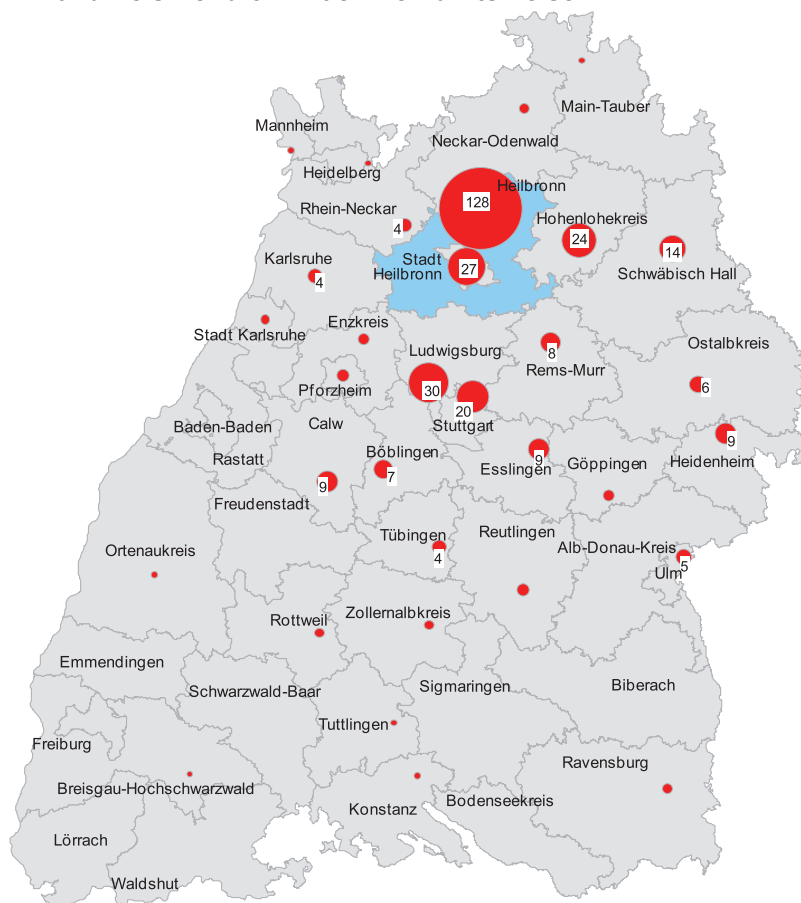 Main-Tauber
Mannheim
Neckar-Odenwald
Heidelberg
Heilbronn
128
Rhein-Neckar
4
Hohenlohekreis
24
14
Karlsruhe
4
Stadt
Heilbronn
27
Schwäbisch Hall
Enzkreis
Stadt Karlsruhe
Ludwigsburg
8
Ostalbkreis
Rems-Murr
Pforzheim
30
6
20
Stuttgart
Baden-Baden
Calw
9
Rastatt
Böblingen
7
9
Esslingen
Göppingen
Heidenheim
9
Freudenstadt
Tübingen
4
Reutlingen
Alb-Donau-Kreis
5
Ulm
Ortenaukreis
Rottweil
Zollernalbkreis
Emmendingen
Schwarzwald-Baar
Sigmaringen
Biberach
Tuttlingen
Freiburg
Ravensburg
Breisgau-Hochschwarzwald
Konstanz
Bodenseekreis
Lörrach
Waldshut